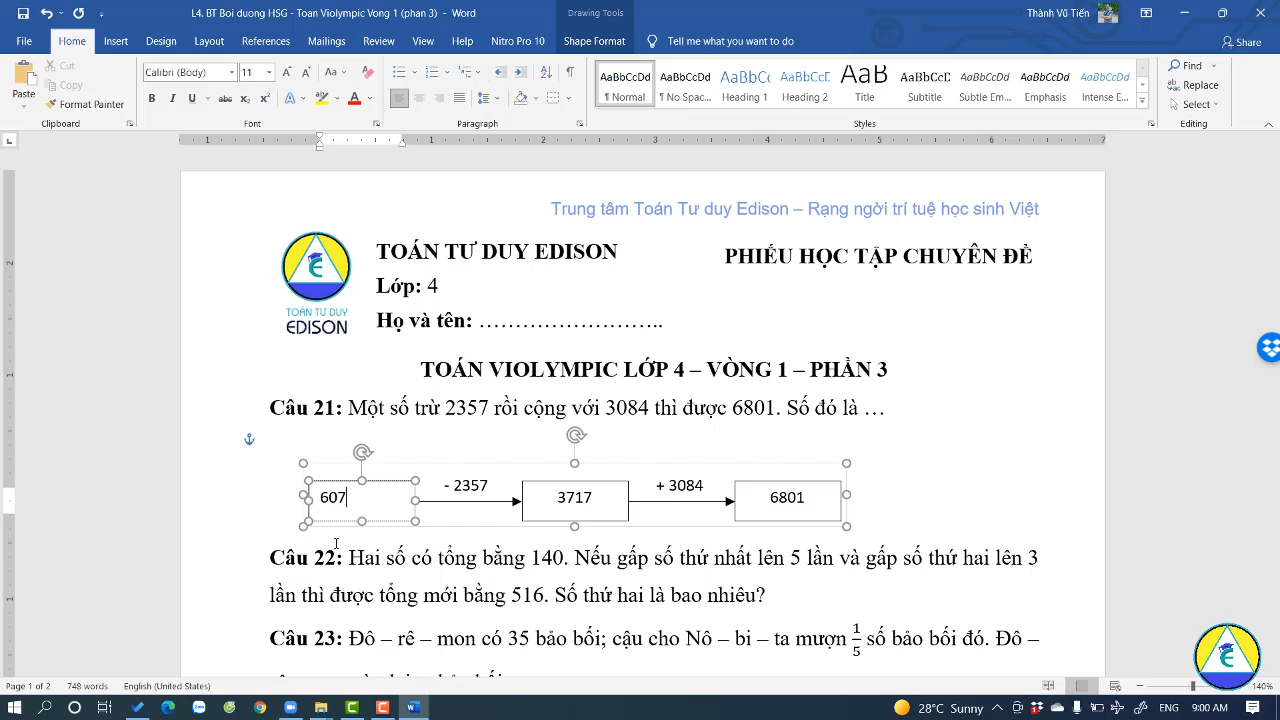 L4. BT Boi duong HSG - Toan Violympic Vong 1 (phan 3) - Word
Drawing Tools
Thành Vũ Tiến
File Home Insert Design Layout References Mailings Review View Help Nitro Pro 10 Shape Format Tell me what you want to do Share
Paste
Cut
Copy
Format Painter
Calibri (Body) 11
AaBbCcDd AaBbCcDd AaBbCc AaBbCcC AaB AaBbCcD AaBbCcDd AaBbCcDd AaBbCcDd
¶ Normal ¶ No Spac... Heading 1 Heading 2 Title Subtitle Subtle Em... Emphasis Intense E...
Find
Replace
Select
Clipboard Font Paragraph Styles Editing
Trung tâm Toán Tư duy Edison – Rạng ngời trí tuệ học sinh Việt
TOÁN TƯ DUY EDISON
PHIẾU HỌC TẬP CHUYÊN ĐỀ
Lớp: 4
TOÁN TƯ DUY
EDISON
Họ và tên: ……………………..
TOÁN VIOLYMPIC LỚP 4 – VÒNG 1 – PHẦN 3
Câu 21: Một số trừ 2357 rồi cộng với 3084 thì được 6801. Số đó là …
607 - 2357 3717 + 3084 6801
Câu 22: Hai số có tổng bằng 140. Nếu gấp số thứ nhất lên 5 lần và gấp số thứ hai lên 3
lần thì được tổng mới bằng 516. Số thứ hai là bao nhiêu?
Câu 23: Đô – rê – mon có 35 bảo bối; cậu cho Nô – bi – ta mượn 1/5 số bảo bối đó. Đô –
Page 1 of 2 748 words English (United States) 140%
28°C Sunny ENG 9:00 AM